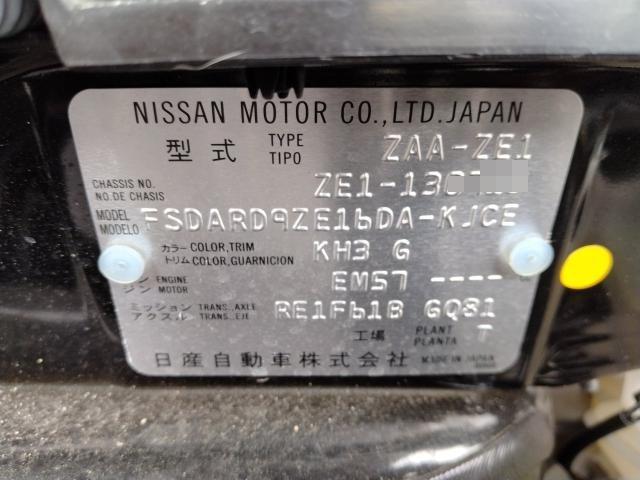 NISSAN MOTOR CO.,LTD.JAPAN
型式 TYPE TIPO ZAA-ZE1
CHASSIS NO. NO.DE CHASIS ZE1-130
MODEL MODELO FSDARD9ZE16DA-KJCE
カラー COLOR,TRIM KH3 G
トリム COLOR,GUARNICION
ENGINE EM57 ----
ジン MOTOR
ミッション TRANS.,AXLE RE1F61B GQ81
アクスル TRANS.,EJE
工場 PLANT PLANTA T
日産自動車株式会社 MADE IN JAPAN